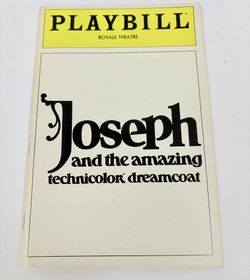 PLAYBILL
ROYALE THEATRE
Joseph
and the amazing
technicolor® dreamcoat